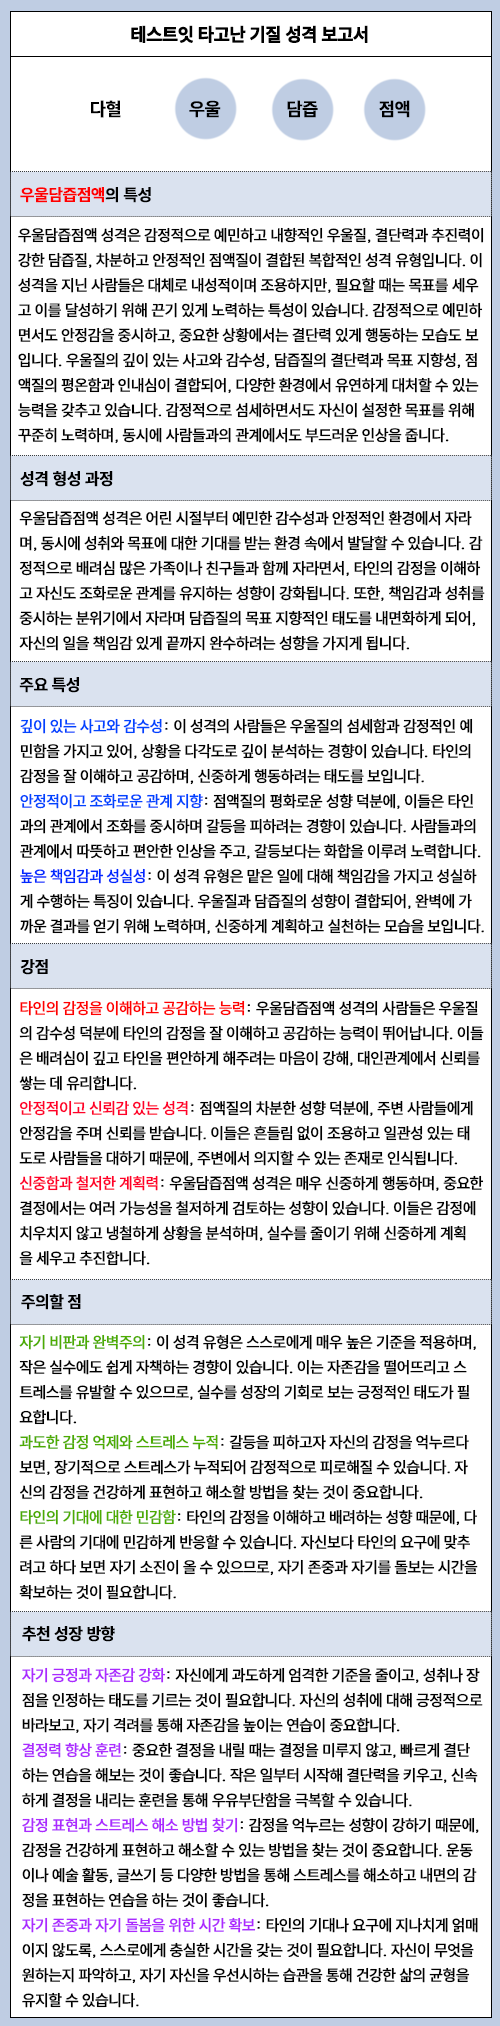 테스트잇 타고난 기질 성격 보고서
다혈 우울 담즙 점액
우울담즙점액의 특성
우울담즙점액 성격은 감정적으로 예민하고 내향적인 우울질, 결단력과 추진력이
강한 담즙질, 차분하고 안정적인 점액질이 결합된 복합적인 성격 유형입니다. 이
성격을 지닌 사람들은 대체로 내성적이며 조용하지만, 필요할 때는 목표를 세우
고 이를 달성하기 위해 끈기 있게 노력하는 특성이 있습니다. 감정적으로 예민하
면서도 안정감을 중시하고, 중요한 상황에서는 결단력 있게 행동하는 모습도 보
입니다. 우울질의 깊이 있는 사고와 감수성, 담즙질의 결단력과 목표 지향성, 점
액질의 평온함과 인내심이 결합되어, 다양한 환경에서 유연하게 대처할 수 있는
능력을 갖추고 있습니다. 감정적으로 섬세하면서도 자신이 설정한 목표를 위해
꾸준히 노력하며, 동시에 사람들과의 관계에서도 부드러운 인상을 줍니다.
성격 형성 과정
우울담즙점액 성격은 어린 시절부터 예민한 감수성과 안정적인 환경에서 자라
며, 동시에 성취와 목표에 대한 기대를 받는 환경 속에서 발달할 수 있습니다. 감
정적으로 배려심 많은 가족이나 친구들과 함께 자라면서, 타인의 감정을 이해하
고 자신도 조화로운 관계를 유지하는 성향이 강화됩니다. 또한, 책임감과 성취를
중시하는 분위기에서 자라며 담즙질의 목표 지향적인 태도를 내면화하게 되어,
자신의 일을 책임감 있게 끝까지 완수하려는 성향을 가지게 됩니다.
주요 특성
깊이 있는 사고와 감수성: 이 성격의 사람들은 우울질의 섬세함과 감정적인 예
민함을 가지고 있어, 상황을 다각도로 깊이 분석하는 경향이 있습니다. 타인의
감정을 잘 이해하고 공감하며, 신중하게 행동하려는 태도를 보입니다.
안정적이고 조화로운 관계 지향: 점액질의 평화로운 성향 덕분에, 이들은 타인
과의 관계에서 조화를 중시하며 갈등을 피하려는 경향이 있습니다. 사람들과의
관계에서 따뜻하고 편안한 인상을 주고, 갈등보다는 화합을 이루려 노력합니다.
높은 책임감과 성실성: 이 성격 유형은 맡은 일에 대해 책임감을 가지고 성실하
게 수행하는 특징이 있습니다. 우울질과 담즙질의 성향이 결합되어, 완벽에 가
까운 결과를 얻기 위해 노력하며, 신중하게 계획하고 실천하는 모습을 보입니다.
강점
타인의 감정을 이해하고 공감하는 능력: 우울담즙점액 성격의 사람들은 우울질
의 감수성 덕분에 타인의 감정을 잘 이해하고 공감하는 능력이 뛰어납니다. 이들
은 배려심이 깊고 타인을 편안하게 해주려는 마음이 강해, 대인관계에서 신뢰를
쌓는 데 유리합니다.
안정적이고 신뢰감 있는 성격: 점액질의 차분한 성향 덕분에, 주변 사람들에게
안정감을 주며 신뢰를 받습니다. 이들은 흔들림 없이 조용하고 일관성 있는 태
도로 사람들을 대하기 때문에, 주변에서 의지할 수 있는 존재로 인식됩니다.
신중함과 철저한 계획력: 우울담즙점액 성격은 매우 신중하게 행동하며, 중요한
결정에서는 여러 가능성을 철저하게 검토하는 성향이 있습니다. 이들은 감정에
치우치지 않고 냉철하게 상황을 분석하며, 실수를 줄이기 위해 신중하게 계획
을 세우고 추진합니다.
주의할 점
자기 비판과 완벽주의: 이 성격 유형은 스스로에게 매우 높은 기준을 적용하며,
작은 실수에도 쉽게 자책하는 경향이 있습니다. 이는 자존감을 떨어뜨리고 스
트레스를 유발할 수 있으므로, 실수를 성장의 기회로 보는 긍정적인 태도가 필
요합니다.
과도한 감정 억제와 스트레스 누적: 갈등을 피하고자 자신의 감정을 억누르다
보면, 장기적으로 스트레스가 누적되어 감정적으로 피로해질 수 있습니다. 자
신의 감정을 건강하게 표현하고 해소할 방법을 찾는 것이 중요합니다.
타인의 기대에 대한 민감함: 타인의 감정을 이해하고 배려하는 성향 때문에, 다
른 사람의 기대에 민감하게 반응할 수 있습니다. 자신보다 타인의 요구에 맞추
려고 하다 보면 자기 소진이 올 수 있으므로, 자기 존중과 자기를 돌보는 시간을
확보하는 것이 필요합니다.
추천 성장 방향
자기 긍정과 자존감 강화: 자신에게 과도하게 엄격한 기준을 줄이고, 성취나 장
점을 인정하는 태도를 기르는 것이 필요합니다. 자신의 성취에 대해 긍정적으로
바라보고, 자기 격려를 통해 자존감을 높이는 연습이 중요합니다.
결정력 향상 훈련: 중요한 결정을 내릴 때는 결정을 미루지 않고, 빠르게 결단
하는 연습을 해보는 것이 좋습니다. 작은 일부터 시작해 결단력을 키우고, 신속
하게 결정을 내리는 훈련을 통해 우유부단함을 극복할 수 있습니다.
감정 표현과 스트레스 해소 방법 찾기: 감정을 억누르는 성향이 강하기 때문에,
감정을 건강하게 표현하고 해소할 수 있는 방법을 찾는 것이 중요합니다. 운동
이나 예술 활동, 글쓰기 등 다양한 방법을 통해 스트레스를 해소하고 내면의 감
정을 표현하는 연습을 하는 것이 좋습니다.
자기 존중과 자기 돌봄을 위한 시간 확보: 타인의 기대나 요구에 지나치게 얽매
이지 않도록, 스스로에게 충실한 시간을 갖는 것이 필요합니다. 자신이 무엇을
원하는지 파악하고, 자기 자신을 우선시하는 습관을 통해 건강한 삶의 균형을
유지할 수 있습니다.